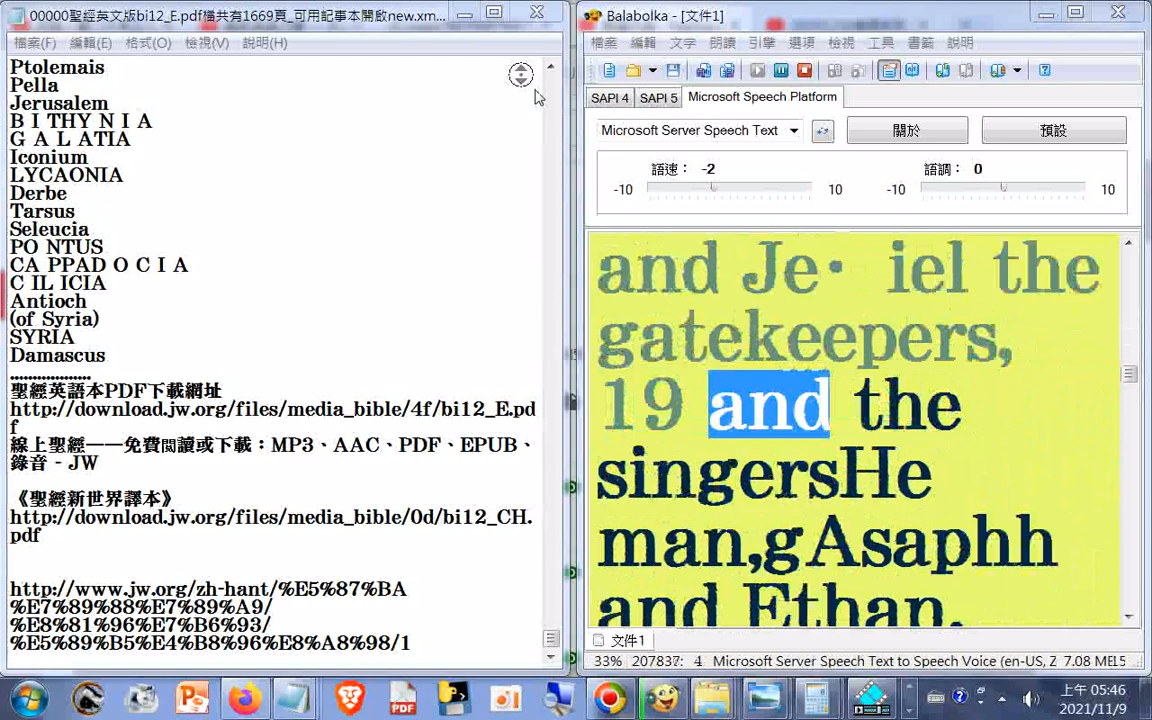 00000聖經英文版bi12_E.pdf檔共有1669頁_可用記事本開啟new.xm...
檔案(F) 編輯(E) 格式(O) 檢視(V) 說明(H)
Ptolemais
Pella
Jerusalem
B I THY N I A
G A L A T IA
Iconium
LYCAONIA
Derbe
Tarsus
Seleucia
PO NTUS
CA PPAD O C I A
C IL ICIA
Antioch
(of Syria)
SYRIA
Damascus
..................
聖經英語本PDF下載網址
http://download.jw.org/files/media_bible/4f/bi12_E.pd
f
線上聖經——免費閱讀或下載：MP3、AAC、PDF、EPUB、
錄音 - JW
《聖經新世界譯本》
http://download.jw.org/files/media_bible/0d/bi12_CH.
pdf
http://www.jw.org/zh-hant/%E5%87%BA
%E7%89%88%E7%89%A9/
%E8%81%96%E7%B6%93/
%E5%89%B5%E4%B8%96%E8%A8%98/1
Balabolka - [文件1]
檔案 編輯 文字 朗讀 引擎 選項 檢視 工具 書籤 說明
SAPI 4 SAPI 5 Microsoft Speech Platform
Microsoft Server Speech Text 關於 預設
語速： -2 語調： 0
-10 10 -10 10
and Je· iel the
gatekeepers,
19 and the
singersHe
man,gAsaphh
and Ethan,
文件1
33% 207837: 4 Microsoft Server Speech Text to Speech Voice (en-US, Z 7.08 МЕ15
PDF
上午 05:46
2021/11/9